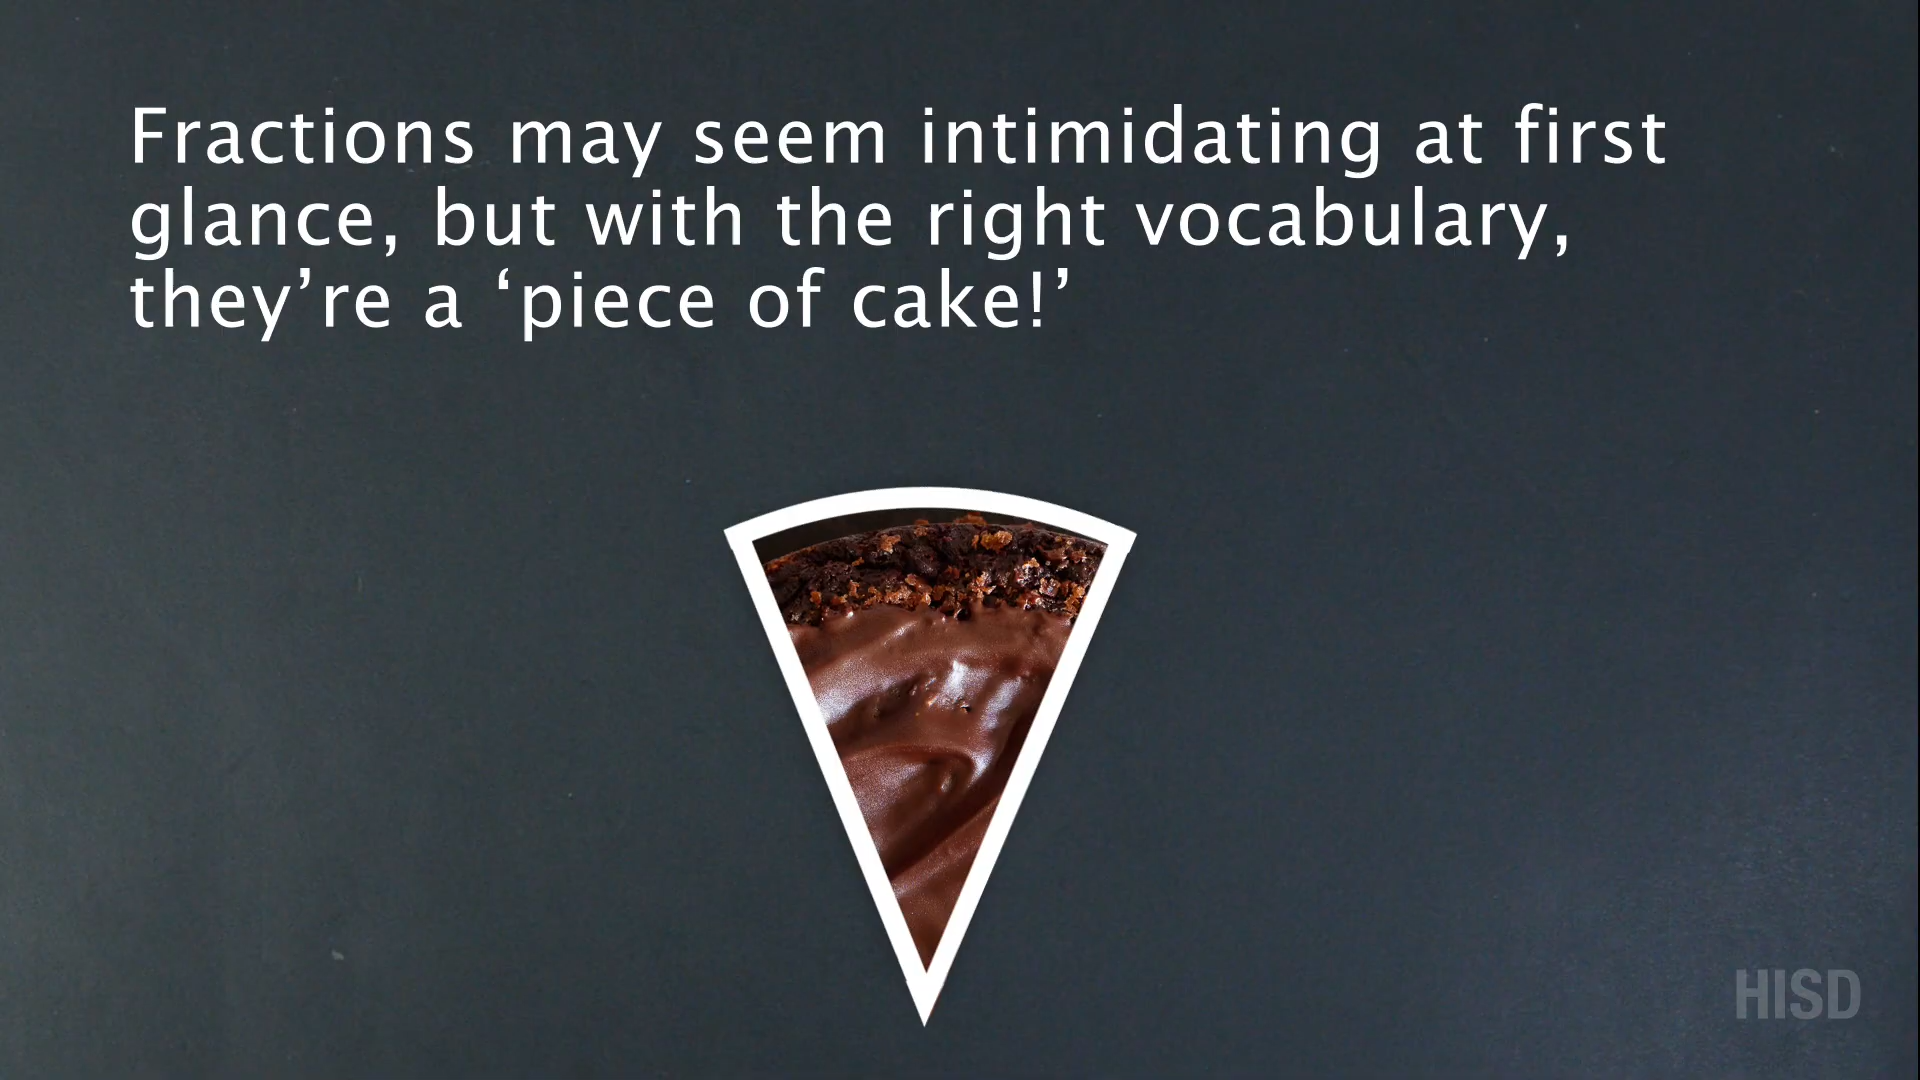 Fractions may seem intimidating at first
glance, but with the right vocabulary,
they’re a ‘piece of cake!’
HISD